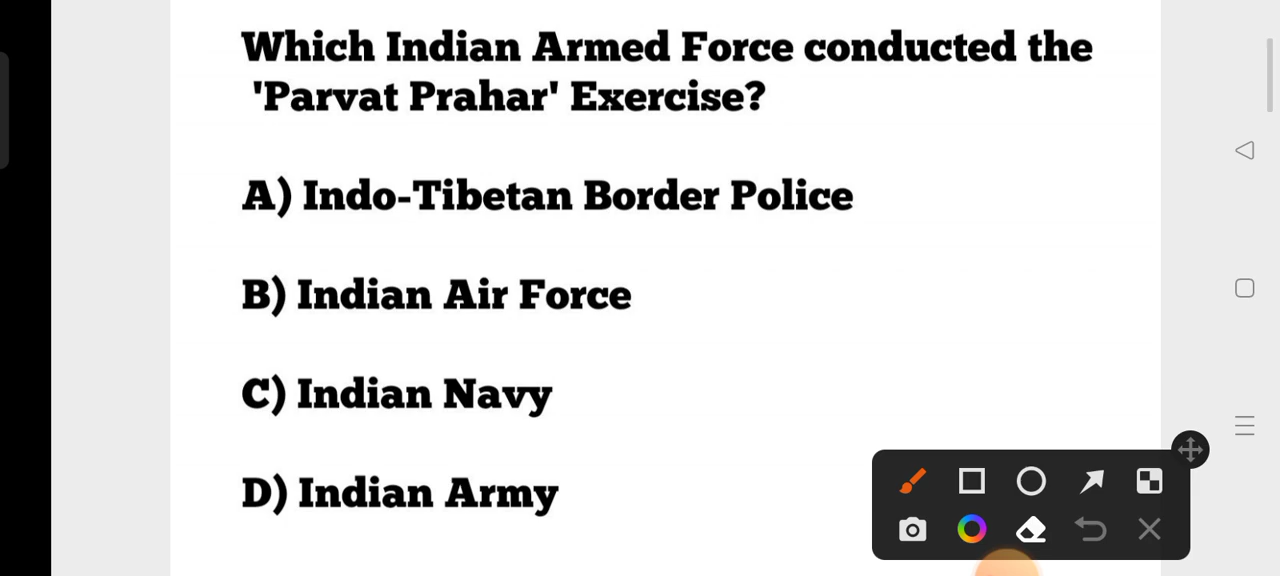 Which Indian Armed Force conducted the
'Parvat Prahar' Exercise?
A) Indo-Tibetan Border Police
B) Indian Air Force
C) Indian Navy
D) Indian Army